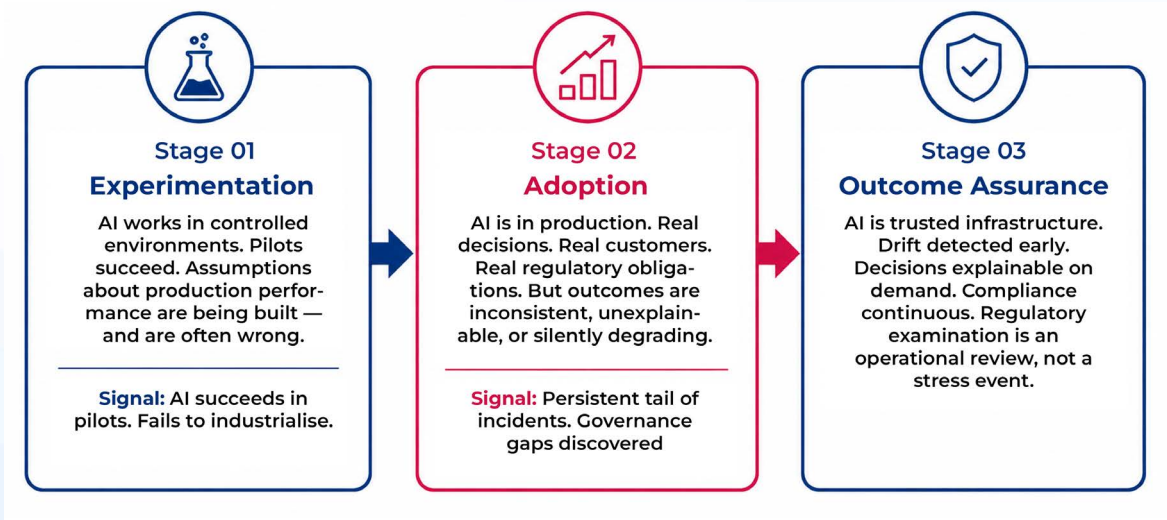 Stage 01
Experimentation
AI works in controlled
environments. Pilots
succeed. Assumptions
about production perfor-
mance are being built —
and are often wrong.
Signal: AI succeeds in
pilots. Fails to industrialise.
Stage 02
Adoption
AI is in production. Real
decisions. Real customers.
Real regulatory obliga-
tions. But outcomes are
inconsistent, unexplain-
able, or silently degrading.
Signal: Persistent tail of
incidents. Governance
gaps discovered
Stage 03
Outcome Assurance
AI is trusted infrastructure.
Drift detected early.
Decisions explainable on
demand. Compliance
continuous. Regulatory
examination is an
operational review, not a
stress event.